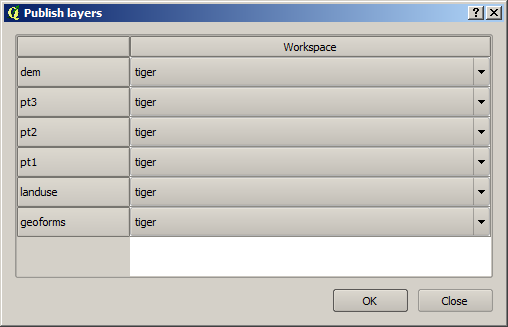 Publish layers
Workspace
dem tiger
pt3 tiger
pt2 tiger
pt1 tiger
landuse tiger
geoforms tiger
OK Close